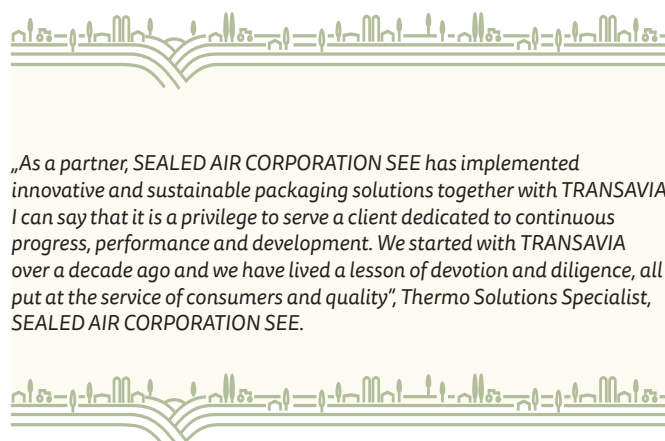 „As a partner, SEALED AIR CORPORATION SEE has implemented
innovative and sustainable packaging solutions together with TRANSAVIA
I can say that it is a privilege to serve a client dedicated to continuous
progress, performance and development. We started with TRANSAVIA
over a decade ago and we have lived a lesson of devotion and diligence, all
put at the service of consumers and quality”, Thermo Solutions Specialist,
SEALED AIR CORPORATION SEE.